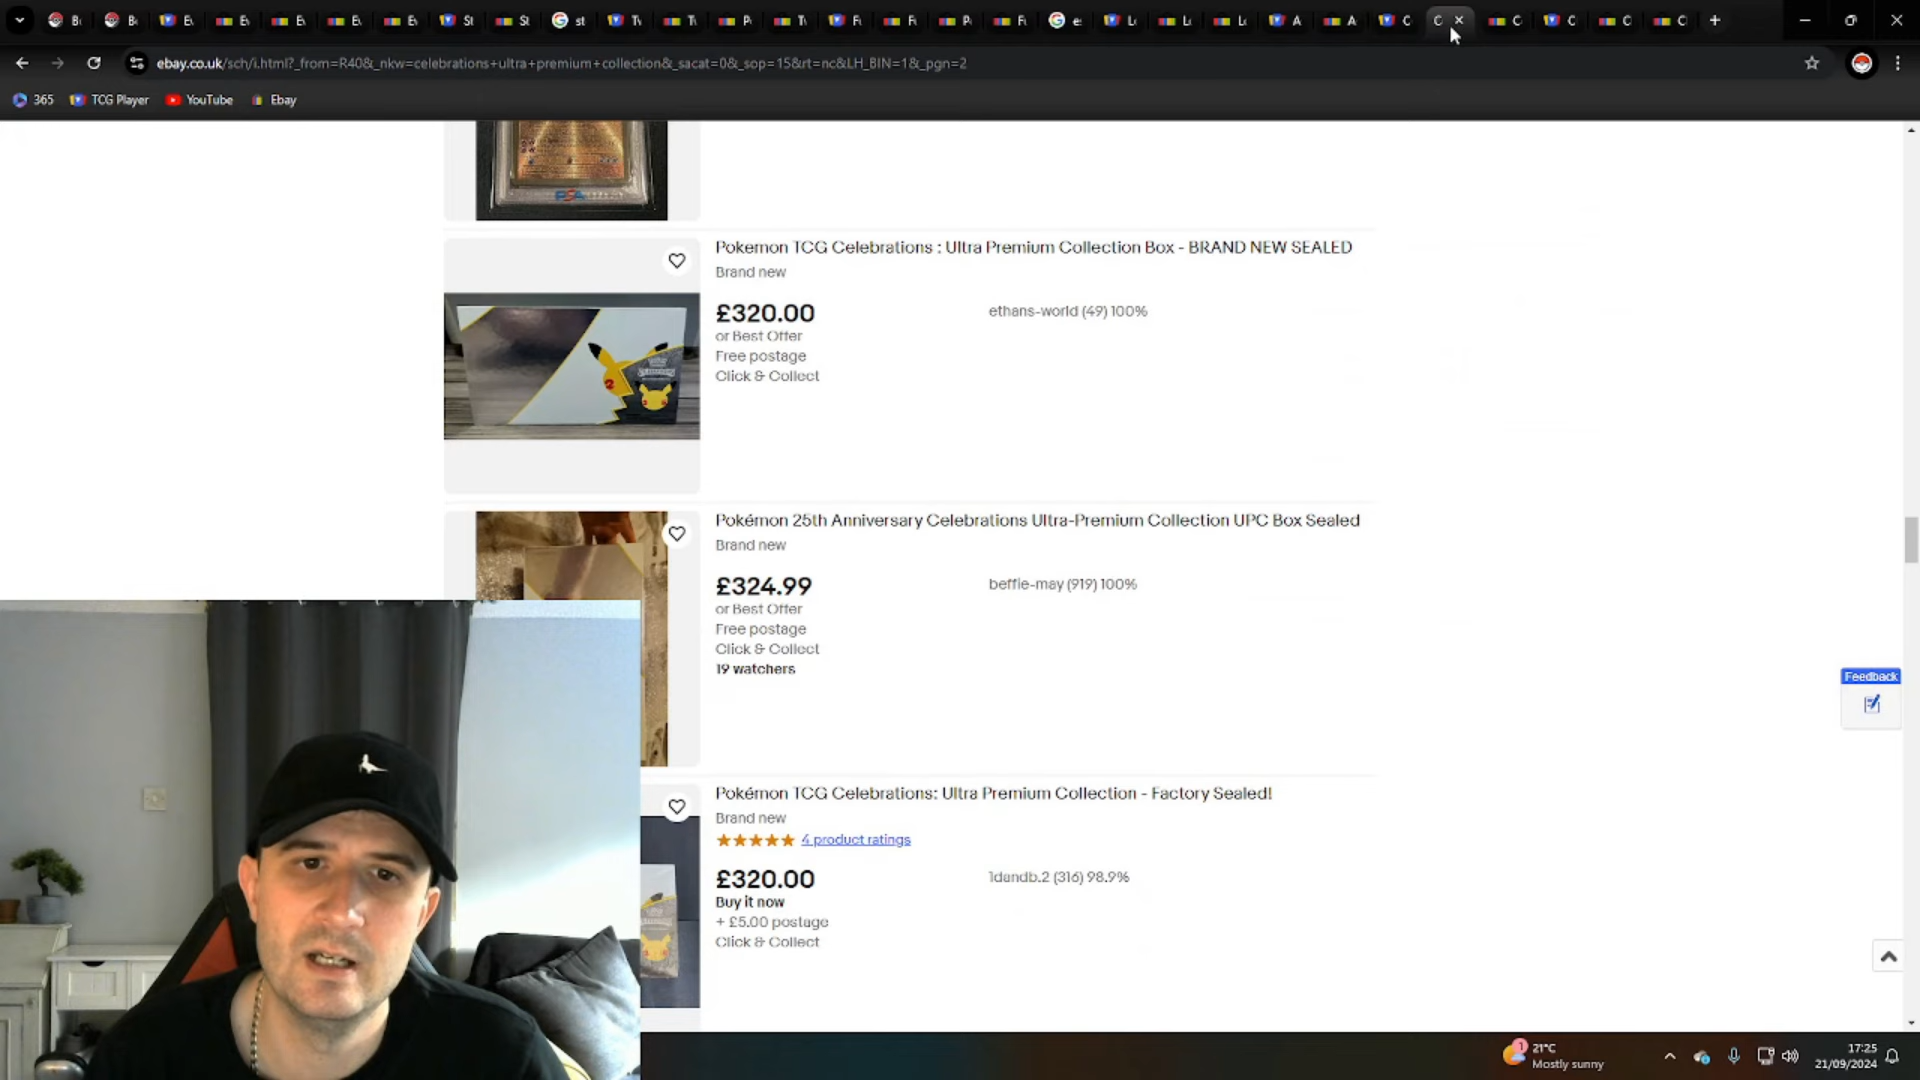 ebay.co.uk/sch/i.html?_from=R40&_nkw=celebrations+ultra+premium+collection&_sacat=0&_sop=15&rt=nc&LH_BIN=1&_pgn=2
365 TCG Player YouTube Ebay
PSA
Pokemon TCG Celebrations : Ultra Premium Collection Box - BRAND NEW SEALED
Brand new
£320.00
ethans-world (49) 100%
or Best Offer
Free postage
Click & Collect
Pokémon 25th Anniversary Celebrations Ultra-Premium Collection UPC Box Sealed
Brand new
£324.99
beffie-may (919) 100%
or Best Offer
Free postage
Click & Collect
19 watchers
Feedback
Pokémon TCG Celebrations: Ultra Premium Collection - Factory Sealed!
Brand new
4 product ratings
£320.00
1dandb.2 (316) 98.9%
Buy it now
+ £5.00 postage
Click & Collect
21°C
Mostly sunny
17:25
21/09/2024